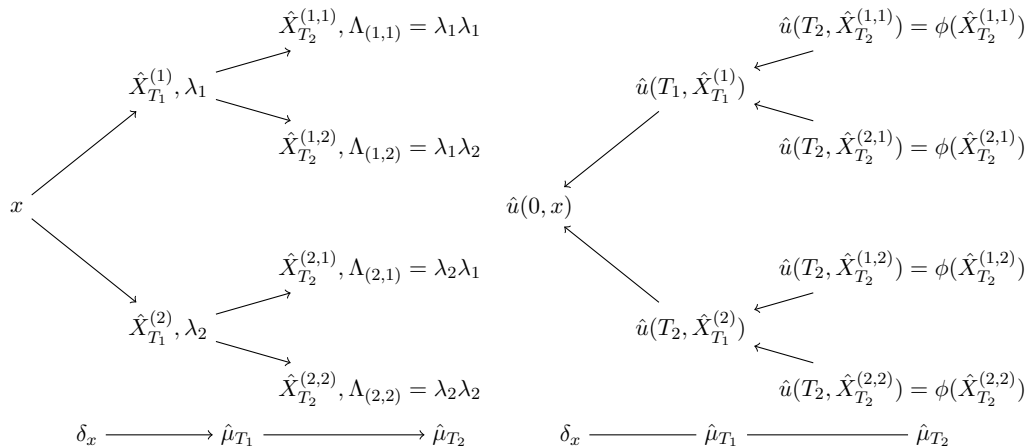 $\hat{X}_{T_2}^{(1,1)}, \Lambda_{(1,1)} = \lambda_1\lambda_1$
$\hat{X}_{T_1}^{(1)}, \lambda_1$
$\hat{X}_{T_2}^{(1,2)}, \Lambda_{(1,2)} = \lambda_1\lambda_2$
$x$
$\hat{X}_{T_2}^{(2,1)}, \Lambda_{(2,1)} = \lambda_2\lambda_1$
$\hat{X}_{T_1}^{(2)}, \lambda_2$
$\hat{X}_{T_2}^{(2,2)}, \Lambda_{(2,2)} = \lambda_2\lambda_2$
$\delta_x$ $\hat{\mu}_{T_1}$ $\hat{\mu}_{T_2}$
$\hat{u}(T_2, \hat{X}_{T_2}^{(1,1)}) = \phi(\hat{X}_{T_2}^{(1,1)})$
$\hat{u}(T_1, \hat{X}_{T_1}^{(1)})$
$\hat{u}(T_2, \hat{X}_{T_2}^{(2,1)}) = \phi(\hat{X}_{T_2}^{(2,1)})$
$\hat{u}(0, x)$
$\hat{u}(T_2, \hat{X}_{T_2}^{(1,2)}) = \phi(\hat{X}_{T_2}^{(1,2)})$
$\hat{u}(T_2, \hat{X}_{T_1}^{(2)})$
$\hat{u}(T_2, \hat{X}_{T_2}^{(2,2)}) = \phi(\hat{X}_{T_2}^{(2,2)})$
$\delta_x$ $\hat{\mu}_{T_1}$ $\hat{\mu}_{T_2}$